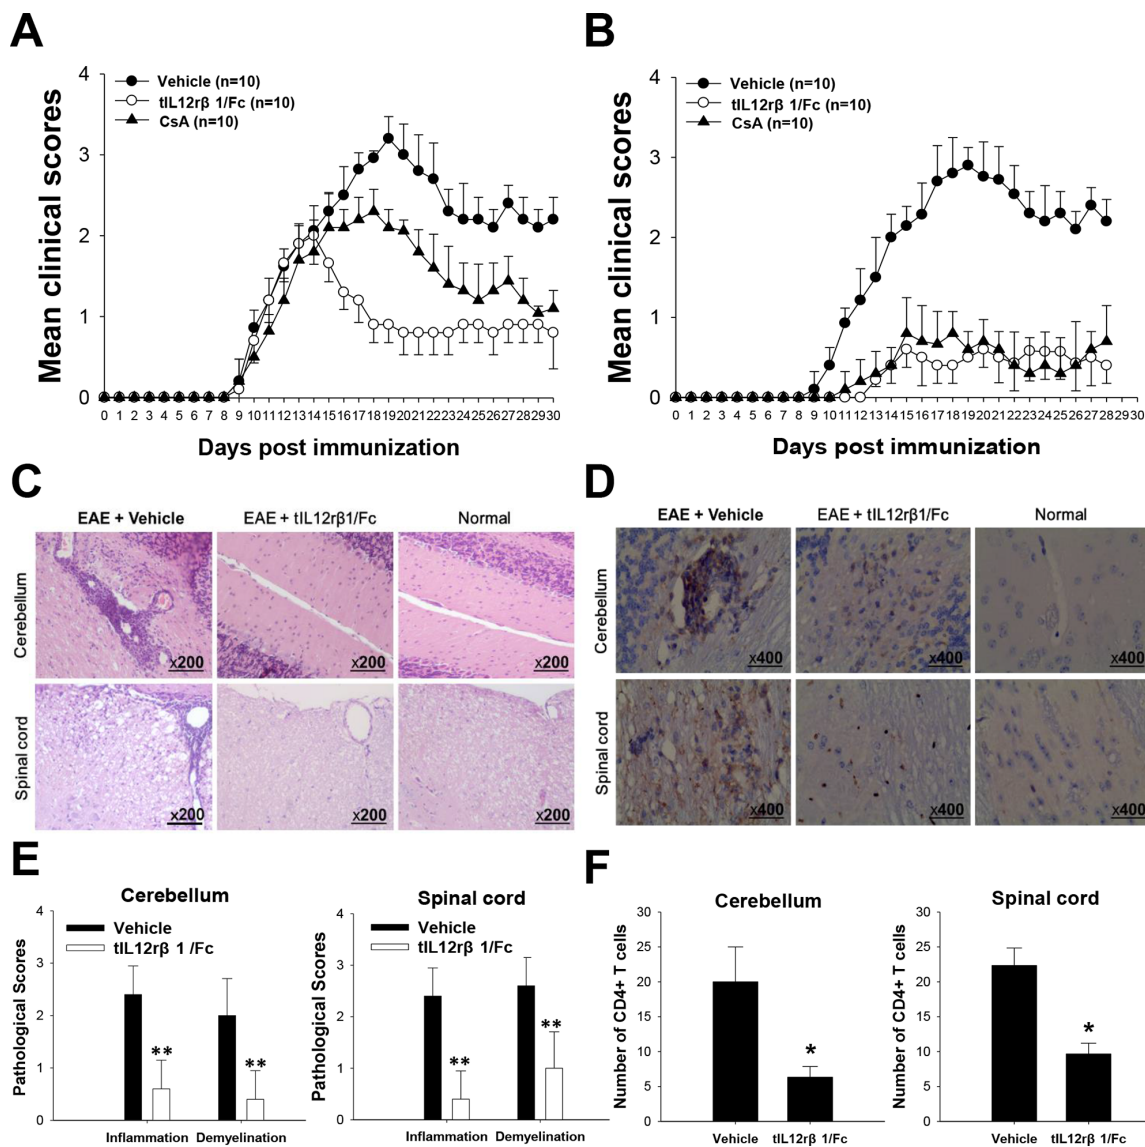 A
Mean clinical scores
4
3
2
1
0
Vehicle (n=10)
tIL12rβ 1/Fc (n=10)
CsA (n=10)
0 1 2 3 4 5 6 7 8 9 10 11 12 13 14 15 16 17 18 19 20 21 22 23 24 25 26 27 28 29 30
Days post immunization
B
Mean clinical scores
4
3
2
1
0
Vehicle (n=10)
tIL12rβ 1/Fc (n=10)
CsA (n=10)
0 1 2 3 4 5 6 7 8 9 10 11 12 13 14 15 16 17 18 19 20 21 22 23 24 25 26 27 28 29 30
Days post immunization
C
EAE + Vehicle EAE + tIL12rβ1/Fc Normal
Cerebellum
x200 x200 x200
Spinal cord
x200 x200 x200
D
EAE + Vehicle EAE + tIL12rβ1/Fc Normal
Cerebellum
x400 x400 x400
Spinal cord
x400 x400 x400
E
Cerebellum
Pathological Scores
4
3
2
1
0
Vehicle
tIL12rβ 1 /Fc
** **
Inflammation Demyelination
Spinal cord
Pathological Scores
4
3
2
1
0
Vehicle
tIL12rβ 1/Fc
** **
Inflammation Demyelination
F
Cerebellum
Number of CD4+ T cells
30
25
20
15
10
5
0
*
Vehicle tIL12rβ 1/Fc
Spinal cord
Number of CD4+ T cells
30
25
20
15
10
5
0
*
Vehicle tIL12rβ 1/Fc